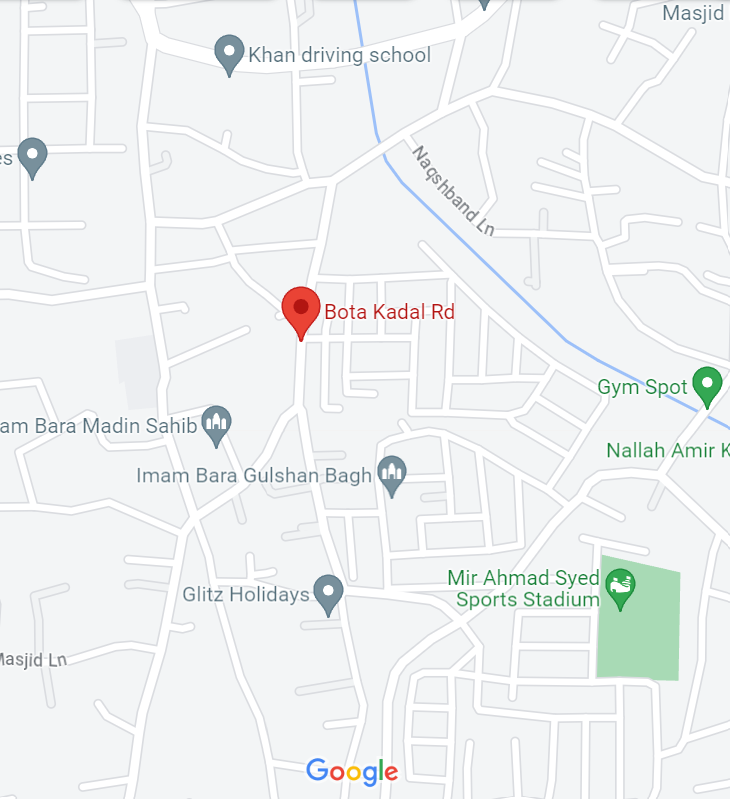 Masjid
Khan driving school
es
Naqshband Ln
Bota Kadal Rd
Gym Spot
am Bara Madin Sahib
Nallah Amir K
Imam Bara Gulshan Bagh
Mir Ahmad Syed
Sports Stadium
Glitz Holidays
Masjid Ln
Google